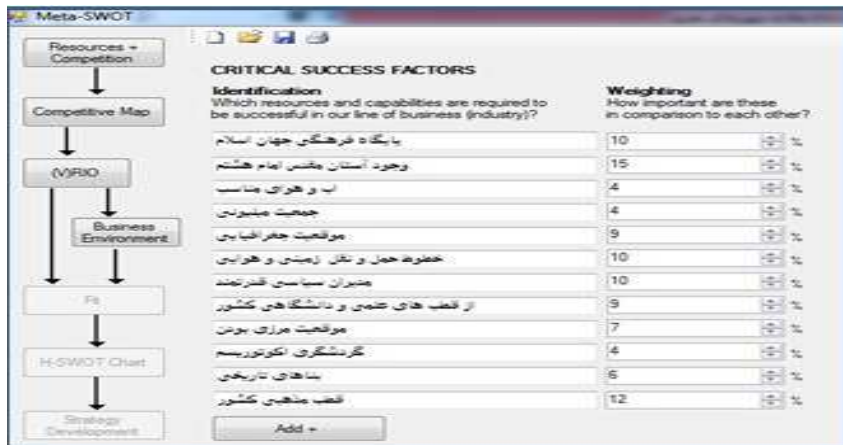 Meta-SWOT
Resources +
Competition
Competitive Map
(V)RIO
Business
Environment
Fit
H-SWOT Chart
Strategy
Development
CRITICAL SUCCESS FACTORS
Identification
Which resources and capabilities are required to
be successful in our line of business (industry)?
Weighting
How important are these
in comparison to each other?
پایگاه فرهنگی جهان اسلام 10 %
وجود آستان مقدس امام هشتم 15 %
اب و هوای مناسب 4 %
جمعیت میلیونی 4 %
موقعیت جغرافیایی 9 %
خطوط حمل و نقل زمینی و هوایی 10 %
مدیران سیاسی قدرتمند 10 %
از قطب های علمی و دانشگاهی کشور 9 %
موقعیت مرزی بودن 7 %
گردشگری اکوتوریسم 4 %
بناهای تاریخی 6 %
قطب مذهبی کشور 12 %
Add +